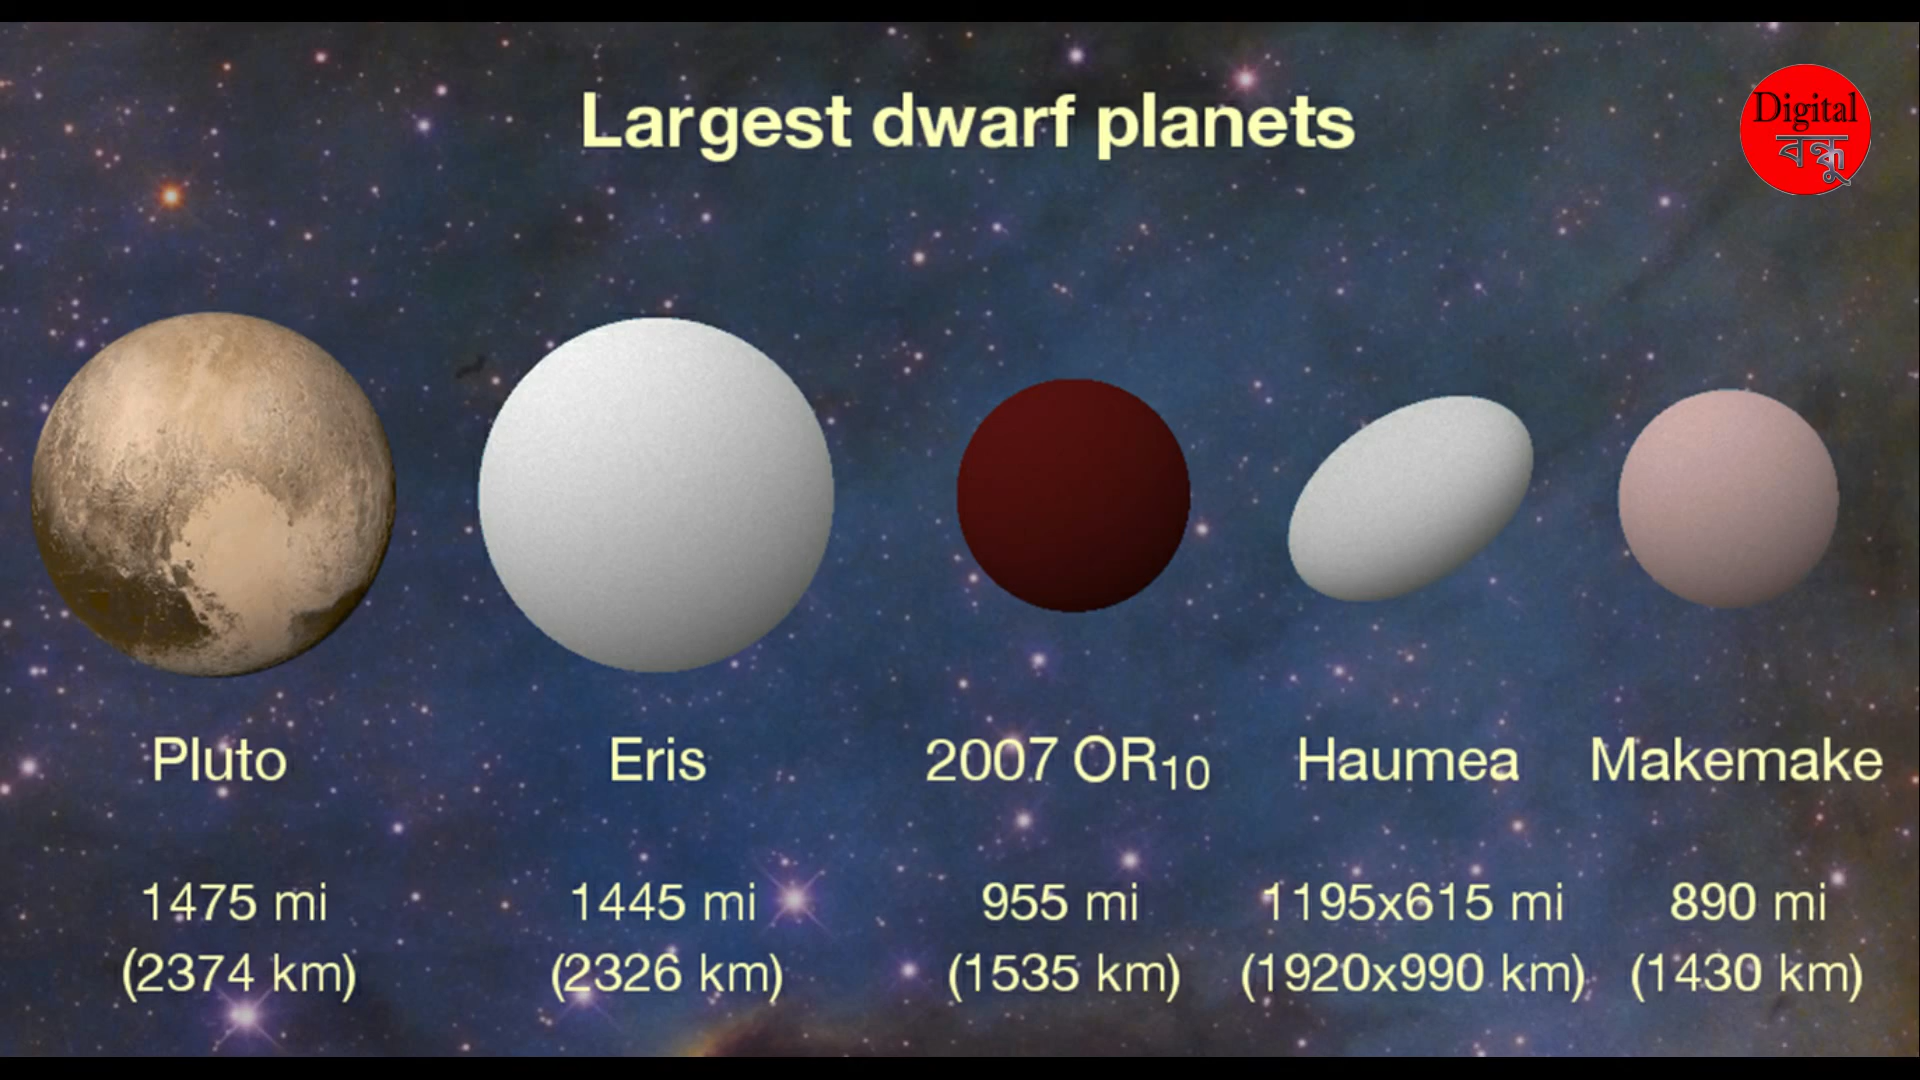 Largest dwarf planets
Digital
বন্ধু
Pluto
Eris
2007 OR₁₀
Haumea
Makemake
1475 mi
(2374 km)
1445 mi
(2326 km)
955 mi
(1535 km)
1195x615 mi
(1920x990 km)
890 mi
(1430 km)